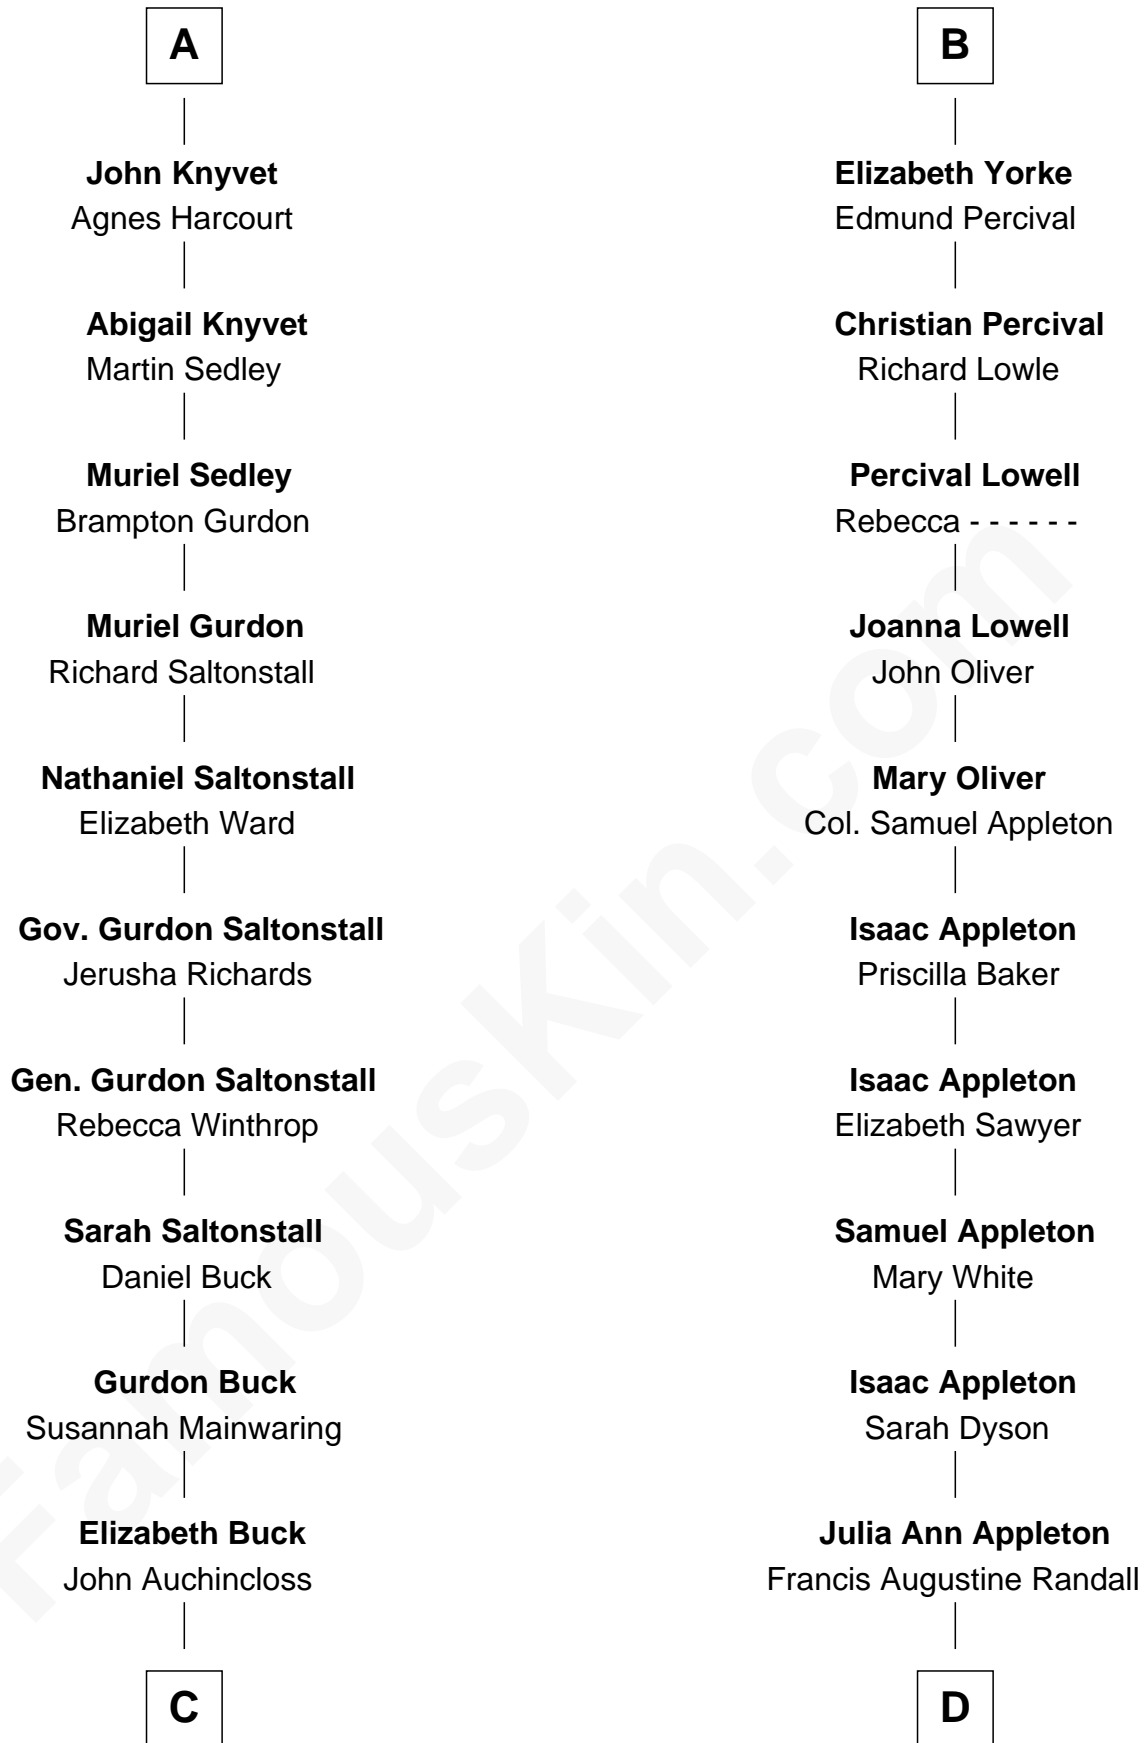 A
John Knyvet
Agnes Harcourt
Abigail Knyvet
Martin Sedley
Muriel Sedley
Brampton Gurdon
Muriel Gurdon
Richard Saltonstall
Nathaniel Saltonstall
Elizabeth Ward
Gov. Gurdon Saltonstall
Jerusha Richards
Gen. Gurdon Saltonstall
Rebecca Winthrop
Sarah Saltonstall
Daniel Buck
Gurdon Buck
Susannah Mainwaring
Elizabeth Buck
John Auchincloss
C
B
Elizabeth Yorke
Edmund Percival
Christian Percival
Richard Lowle
Percival Lowell
Rebecca - - - - - -
Joanna Lowell
John Oliver
Mary Oliver
Col. Samuel Appleton
Isaac Appleton
Priscilla Baker
Isaac Appleton
Elizabeth Sawyer
Samuel Appleton
Mary White
Isaac Appleton
Sarah Dyson
Julia Ann Appleton
Francis Augustine Randall
D
FamousKin.com